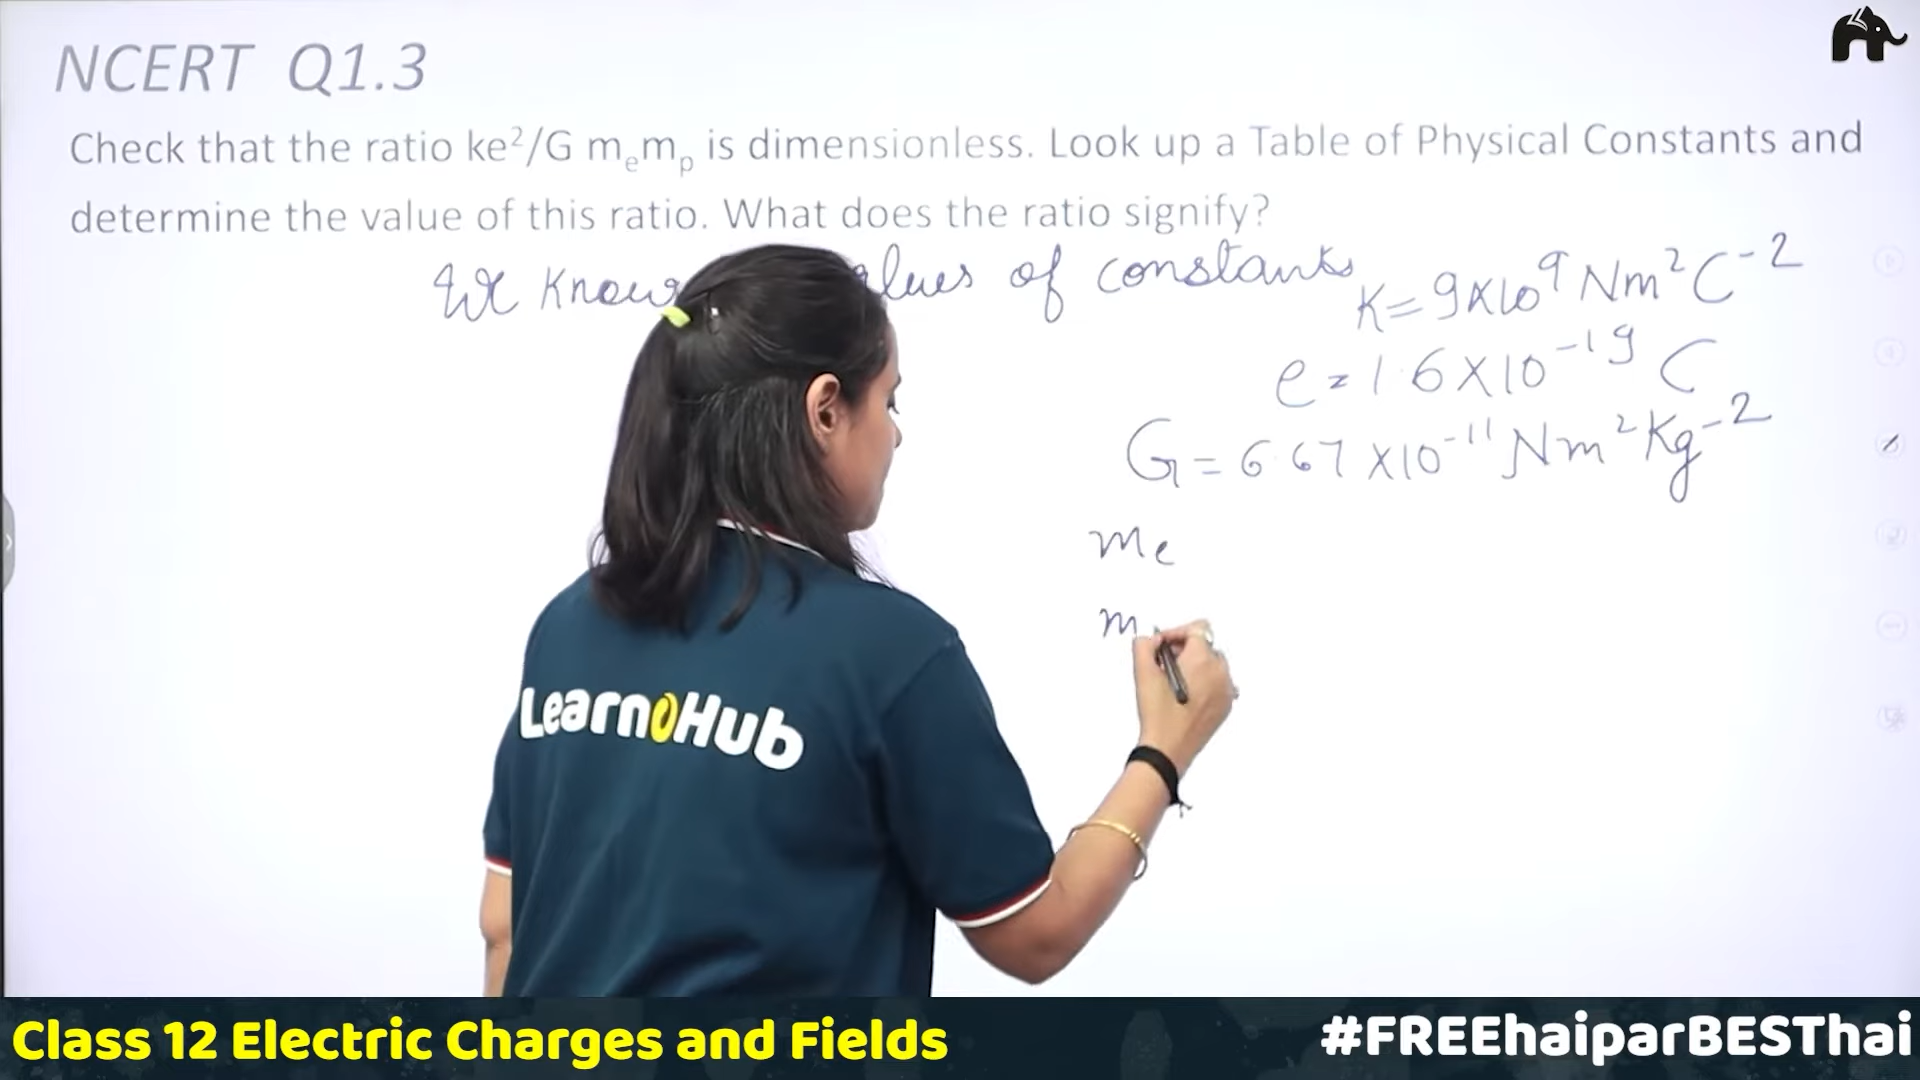 NCERT Q1.3
Check that the ratio ke²/G mₑmₚ is dimensionless. Look up a Table of Physical Constants and
determine the value of this ratio. What does the ratio signify?
We Know alues of constants
K = 9×10⁹ Nm²C⁻²
e = 1.6×10⁻¹⁹ C
G = 6.67 ×10⁻¹¹ Nm²Kg⁻²
me
m
LearnoHub
Class 12 Electric Charges and Fields
#FREEhaiparBESThai